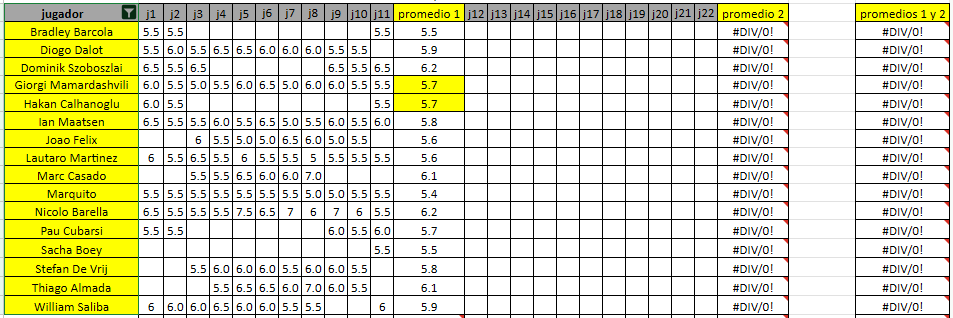 jugador j1 j2 j3 j4 j5 j6 j7 j8 j9 j10 j11 promedio 1 j12 j13 j14 j15 j16 j17 j18 j19 j20 j21 j22 promedio 2 promedios 1 y 2
Bradley Barcola 5.5 5.5 5.5 5.5 #DIV/0! #DIV/0!
Diogo Dalot 5.5 6.0 5.5 6.5 6.5 6.0 6.0 6.0 5.5 5.5 5.9 #DIV/0! #DIV/0!
Dominik Szoboszlai 6.5 5.5 6.5 6.5 5.5 6.5 6.2 #DIV/0! #DIV/0!
Giorgi Mamardashvili 6.0 5.5 5.0 5.5 6.0 6.5 5.0 6.0 6.0 5.5 5.5 5.7 #DIV/0! #DIV/0!
Hakan Calhanoglu 6.0 5.5 5.5 5.7 #DIV/0! #DIV/0!
Ian Maatsen 6.5 5.5 5.5 6.0 5.5 6.5 5.0 5.5 6.0 5.5 6.0 5.8 #DIV/0! #DIV/0!
Joao Felix 6 5.5 5.0 5.0 6.5 6.0 5.0 5.5 5.6 #DIV/0! #DIV/0!
Lautaro Martinez 6 5.5 6.5 5.5 6 5.5 5.5 5 5.5 5.5 5.5 5.6 #DIV/0! #DIV/0!
Marc Casado 5.5 5.5 6.5 6.0 6.0 7.0 6.1 #DIV/0! #DIV/0!
Marquito 5.5 5.5 5.5 5.5 5.5 5.5 5.5 5.0 5.0 5.5 5.5 5.4 #DIV/0! #DIV/0!
Nicolo Barella 6.5 5.5 5.5 5.5 7.5 6.5 7 6 7 6 5.5 6.2 #DIV/0! #DIV/0!
Pau Cubarsi 5.5 5.5 6.0 5.5 6.0 5.7 #DIV/0! #DIV/0!
Sacha Boey 5.5 5.5 #DIV/0! #DIV/0!
Stefan De Vrij 5.5 6.0 6.0 6.0 5.5 6.0 6.0 5.5 5.8 #DIV/0! #DIV/0!
Thiago Almada 5.5 6.5 6.5 6.0 7.0 6.0 5.5 6.1 #DIV/0! #DIV/0!
William Saliba 6 6.0 6.0 6.5 6.0 6.0 5.5 5.5 6 5.9 #DIV/0! #DIV/0!